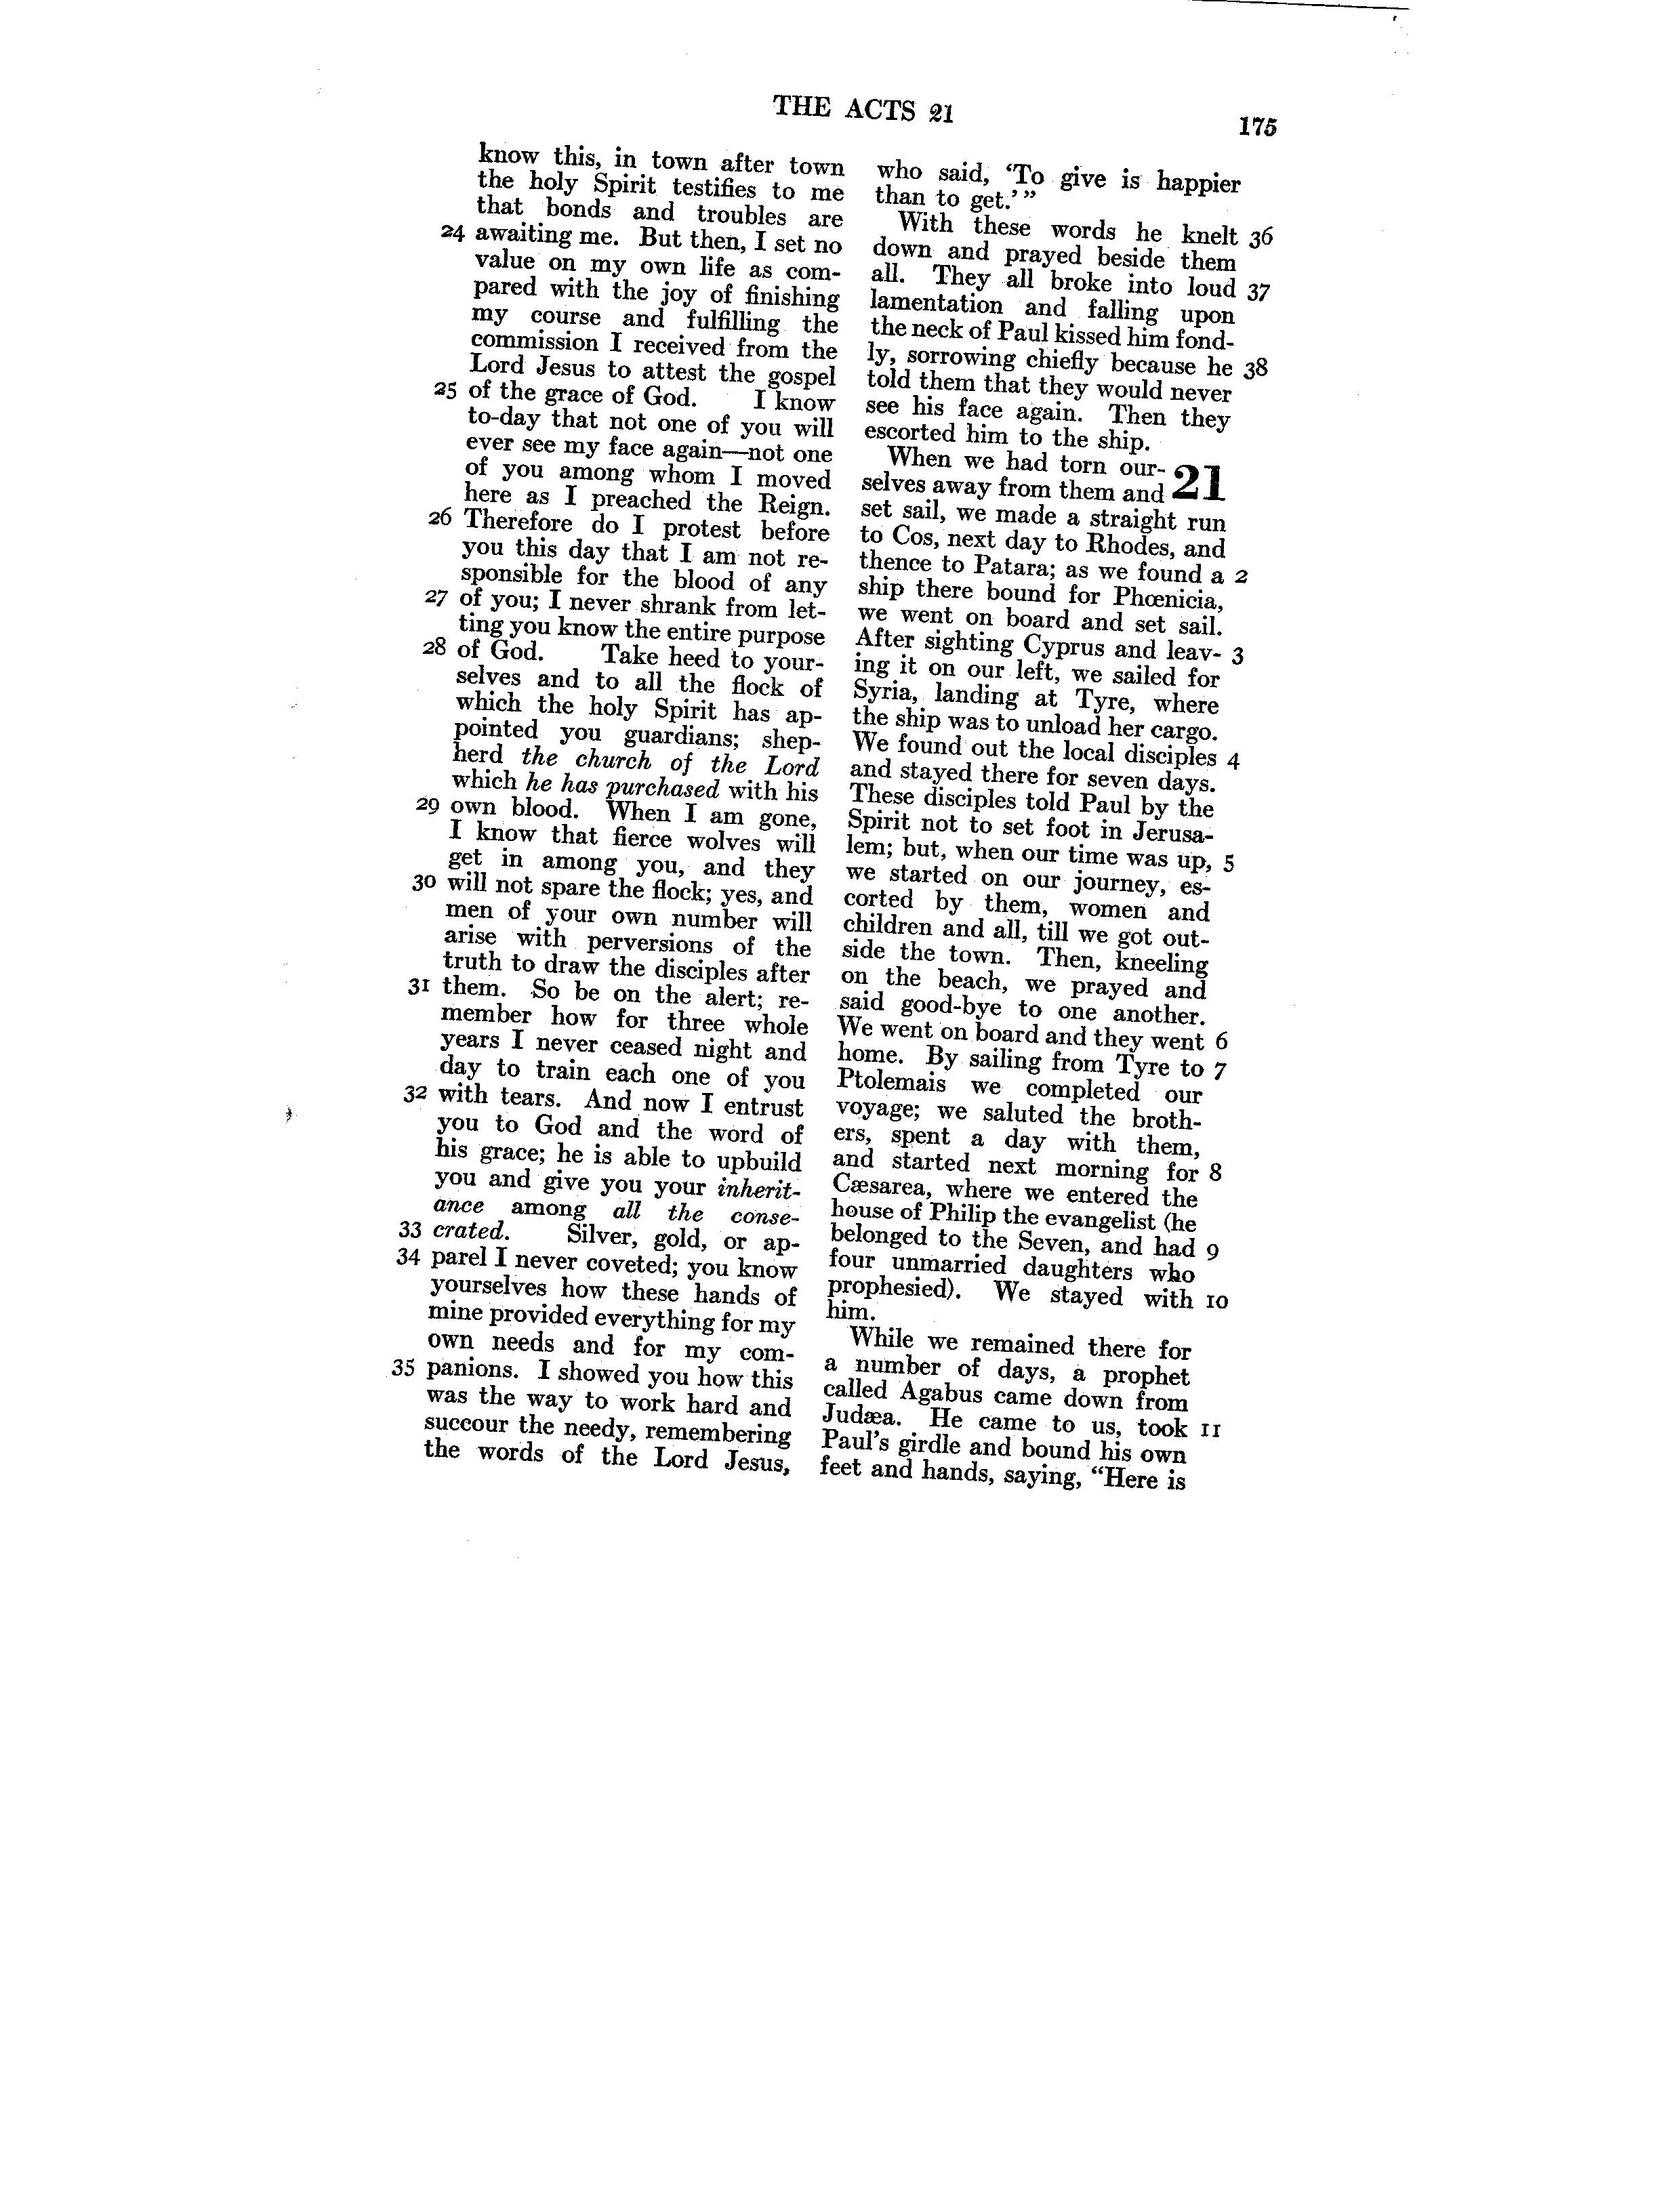 THE ACTS 21
175
know this, in town after town
the holy Spirit testifies to me
that bonds and troubles are
24 awaiting me. But then, I set no
value on my own life as com-
pared with the joy of finishing
my course and fulfilling the
commission I received from the
Lord Jesus to attest the gospel
25 of the grace of God. I know
to-day that not one of you will
ever see my face again—not one
of you among whom I moved
here as I preached the Reign.
26 Therefore do I protest before
you this day that I am not re-
sponsible for the blood of any
27 of you; I never shrank from let-
ting you know the entire purpose
28 of God. Take heed to your-
selves and to all the flock of
which the holy Spirit has ap-
pointed you guardians; shep-
herd the church of the Lord
which he has purchased with his
29 own blood. When I am gone,
I know that fierce wolves will
get in among you, and they
30 will not spare the flock; yes, and
men of your own number will
arise with perversions of the
truth to draw the disciples after
31 them. So be on the alert; re-
member how for three whole
years I never ceased night and
day to train each one of you
32 with tears. And now I entrust
you to God and the word of
his grace; he is able to upbuild
you and give you your inherit-
ance among all the conse-
33 crated. Silver, gold, or ap-
34 parel I never coveted; you know
yourselves how these hands of
mine provided everything for my
own needs and for my com-
35 panions. I showed you how this
was the way to work hard and
succour the needy, remembering
the words of the Lord Jesus,
who said, ‘To give is happier
than to get.’”
With these words he knelt 36
down and prayed beside them
all. They all broke into loud 37
lamentation and falling upon
the neck of Paul kissed him fond-
ly, sorrowing chiefly because he 38
told them that they would never
see his face again. Then they
escorted him to the ship.
When we had torn our- 21
selves away from them and
set sail, we made a straight run
to Cos, next day to Rhodes, and
thence to Patara; as we found a 2
ship there bound for Phœnicia,
we went on board and set sail.
After sighting Cyprus and leav- 3
ing it on our left, we sailed for
Syria, landing at Tyre, where
the ship was to unload her cargo.
We found out the local disciples 4
and stayed there for seven days.
These disciples told Paul by the
Spirit not to set foot in Jerusa-
lem; but, when our time was up, 5
we started on our journey, es-
corted by them, women and
children and all, till we got out-
side the town. Then, kneeling
on the beach, we prayed and
said good-bye to one another.
We went on board and they went 6
home. By sailing from Tyre to 7
Ptolemais we completed our
voyage; we saluted the broth-
ers, spent a day with them,
and started next morning for 8
Cæsarea, where we entered the
house of Philip the evangelist (he
belonged to the Seven, and had 9
four unmarried daughters who
prophesied). We stayed with 10
him.
While we remained there for
a number of days, a prophet
called Agabus came down from
Judæa. He came to us, took 11
Paul's girdle and bound his own
feet and hands, saying, “Here is